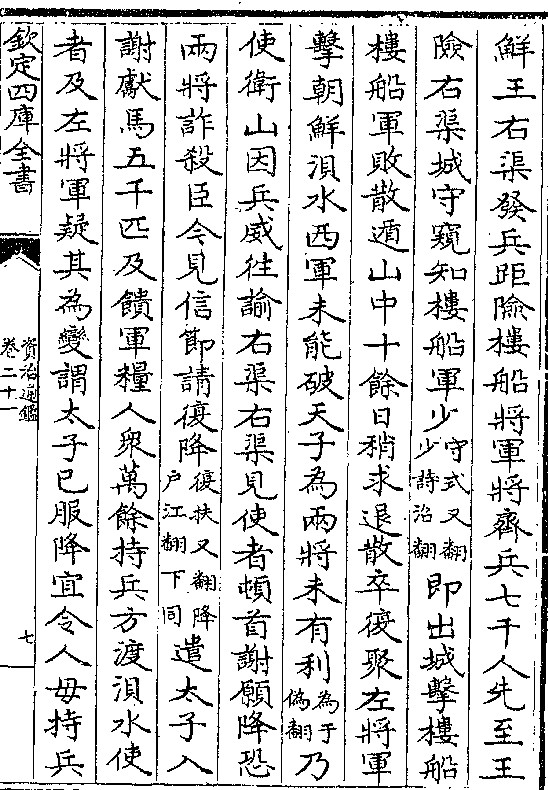 鮮王右渠發兵距險樓船將軍將齊兵七千人先至王
險右渠城守窺知樓船軍少守式又翻少詩沼翻即出城擊樓船
樓船軍敗散遁山中十餘日稍求退散卒復聚左將軍
擊朝鮮浿水西軍未能破天子為兩將未有利為于偽翻乃
使衛山因兵威往諭右渠右渠見使者頓首謝願降恐
兩將詐殺臣今見信節請復降復扶又翻降户江翻下同遣太子入
謝獻馬五千匹及饋軍糧人衆萬餘持兵方渡浿水使
者及左將軍疑其為變謂太子已服降宜令人毋持兵
欽定四庫全書
資治通鑑
卷二十一
七